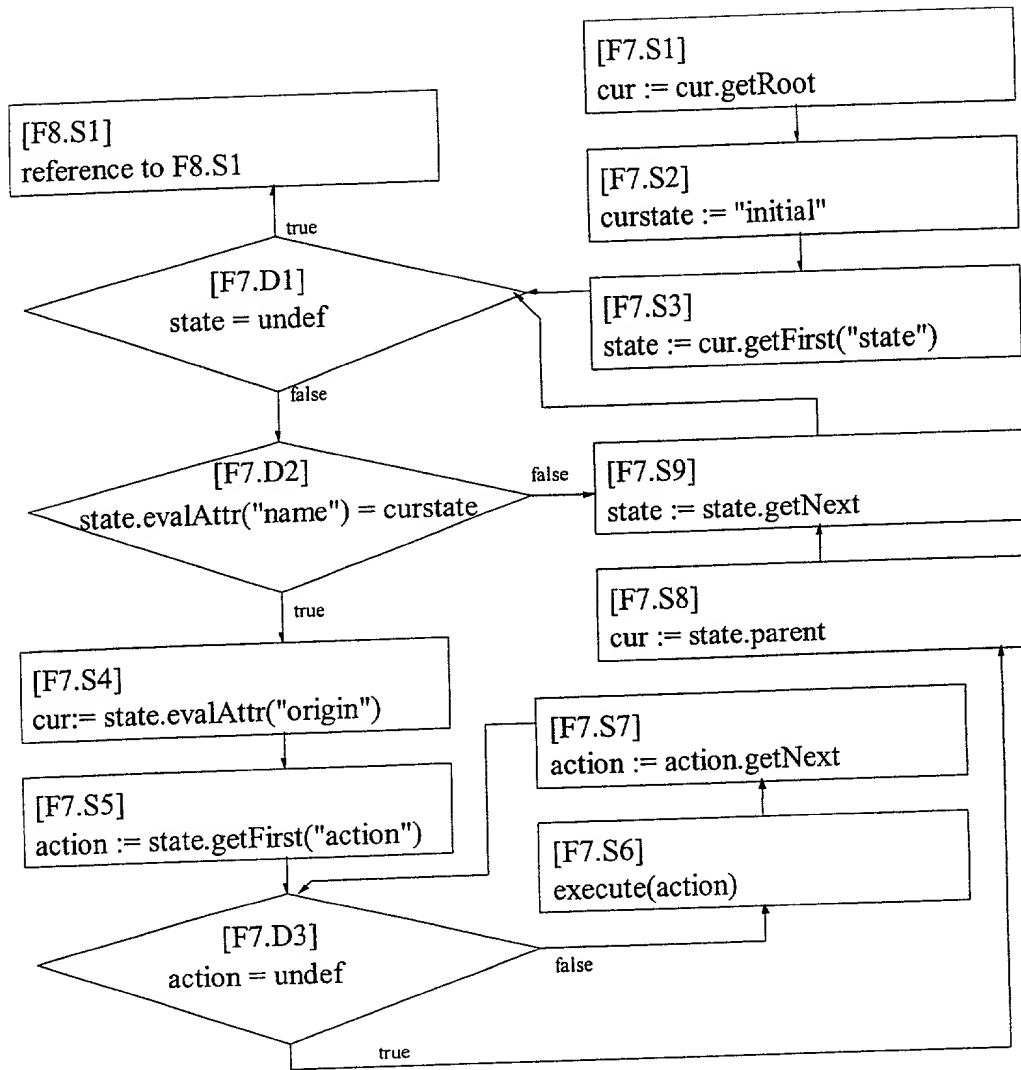 [F7.S1]
cur := cur.getRoot
[F8.S1]
reference to F8.S1
[F7.S2]
curstate := "initial"
true
[F7.D1]
state = undef
[F7.S3]
state := cur.getFirst("state")
false
[F7.D2]
state.evalAttr("name") = curstate
false
[F7.S9]
state := state.getNext
true
[F7.S8]
cur := state.parent
[F7.S4]
cur:= state.evalAttr("origin")
[F7.S7]
action := action.getNext
[F7.S5]
action := state.getFirst("action")
[F7.S6]
execute(action)
[F7.D3]
action = undef
false
true